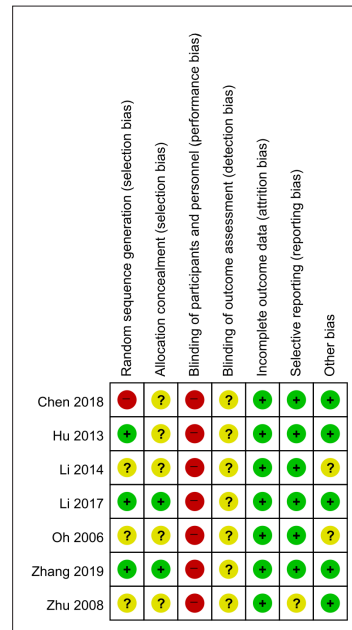 Random sequence generation (selection bias)
Allocation concealment (selection bias)
Blinding of participants and personnel (performance bias)
Blinding of outcome assessment (detection bias)
Incomplete outcome data (attrition bias)
Selective reporting (reporting bias)
Other bias
Chen 2018 – ? – ? + + +
Hu 2013 + ? – ? + + +
Li 2014 ? ? – ? + + ?
Li 2017 + + – ? + + +
Oh 2006 ? ? – ? + + ?
Zhang 2019 + + – ? + + +
Zhu 2008 ? ? – ? + ? +